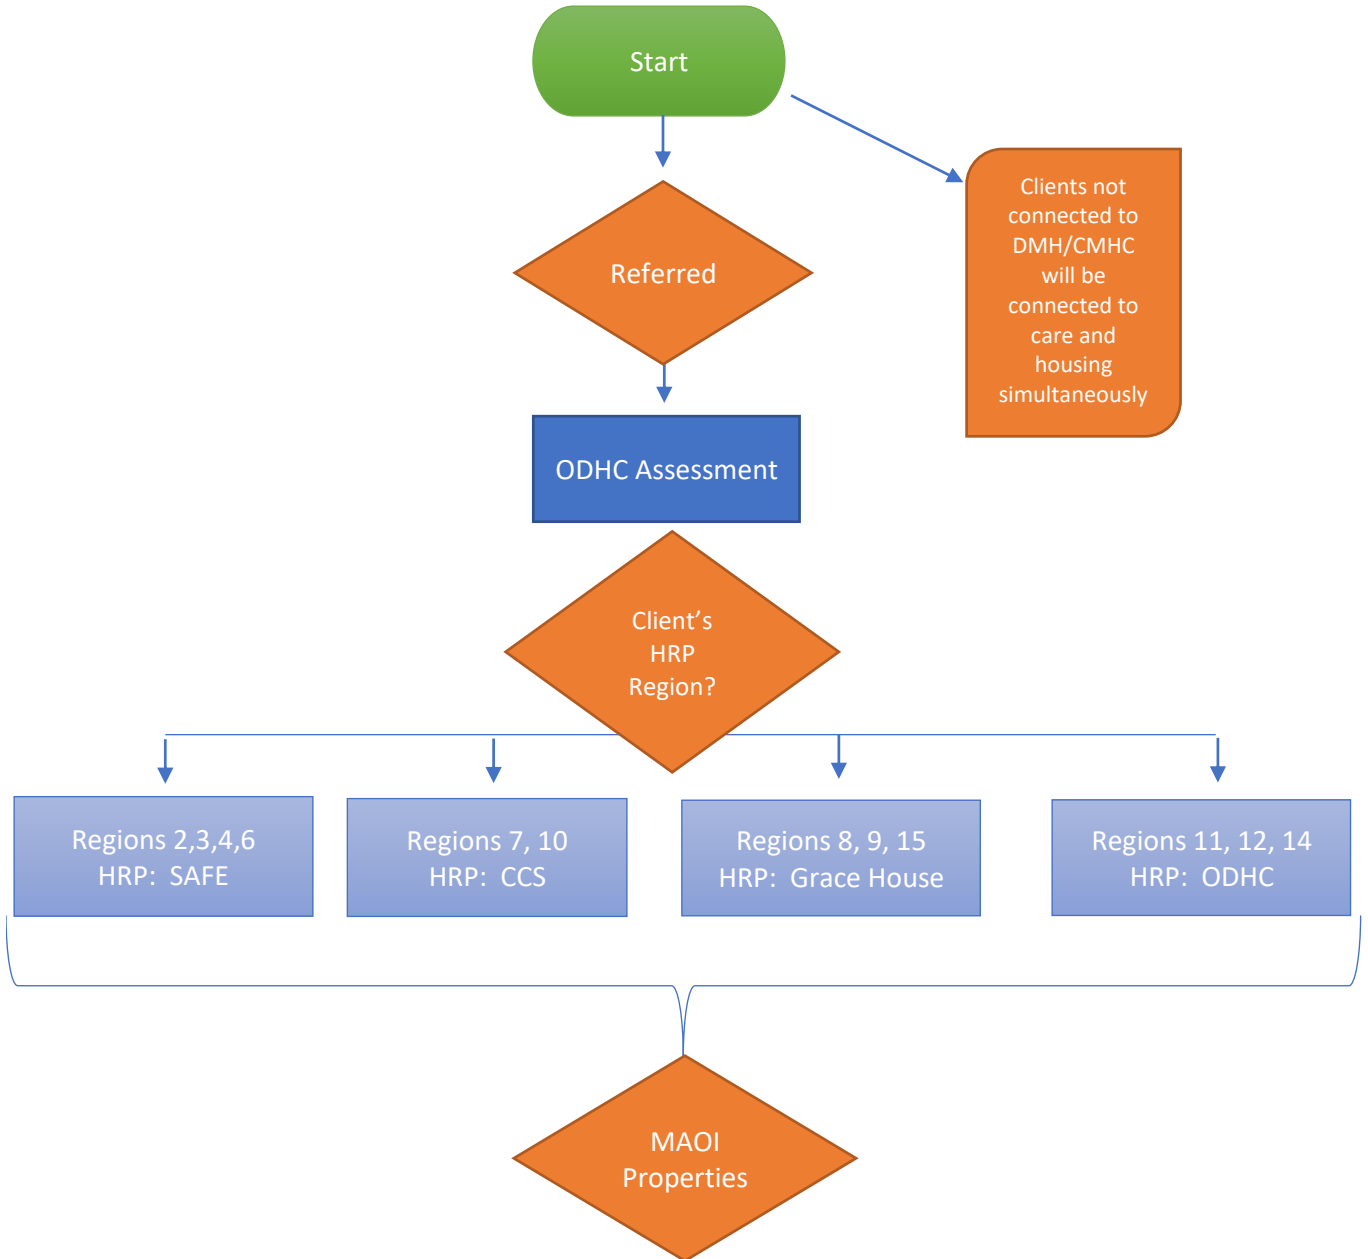 Start
Clients not
connected to
DMH/CMHC
will be
connected to
care and
housing
simultaneously
Referred
ODHC Assessment
Client’s
HRP
Region?
Regions 2,3,4,6
HRP:  SAFE
Regions 7, 10
HRP:  CCS
Regions 8, 9, 15
HRP:  Grace House
Regions 11, 12, 14
HRP:  ODHC
MAOI
Properties